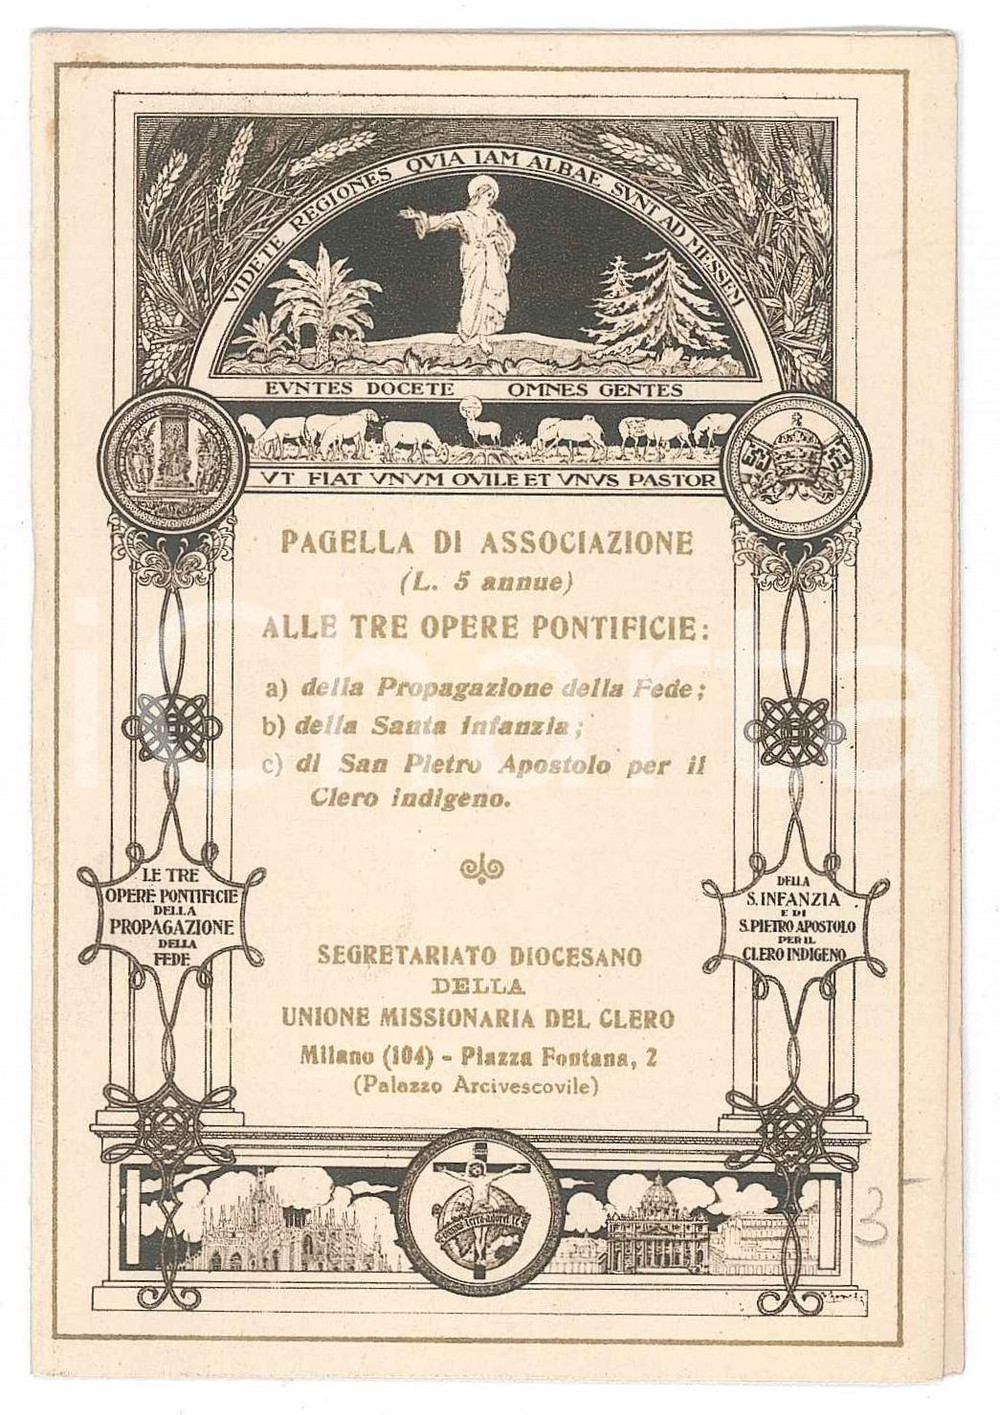 VIDETE REGIONES QVIA IAM ALBAE SVNT AD MESSEM
EVNTES DOCETE OMNES GENTES
VT FIAT VNVM OVILE ET VNVS PASTOR
PAGELLA DI ASSOCIAZIONE
(L. 5 annue)
ALLE TRE OPERE PONTIFICIE:
a) della Propagazione della Fede;
b) della Santa Infanzia;
c) di San Pietro Apostolo per il
Clero indigeno.
LE TRE
OPERE PONTIFICIE
DELLA
PROPAGAZIONE
DELLA
FEDE
DELLA
S. INFANZIA
E DI
S. PIETRO APOSTOLO
PER IL
CLERO INDIGENO
SEGRETARIATO DIOCESANO
DELLA
UNIONE MISSIONARIA DEL CLERO
Milano (104) - Piazza Fontana, 2
(Palazzo Arcivescovile)
3